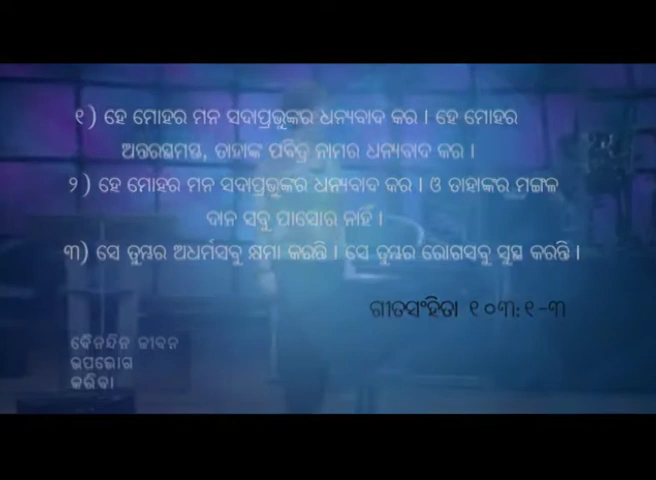 ୧) ହେ ମୋହର ମନ ସଦାପ୍ରଭୁଙ୍କର ଧନ୍ୟବାଦ କର । ହେ ମୋହର
ଅନ୍ତରସ୍ଥସମସ୍ତ, ତାହାଙ୍କ ପବିତ୍ର ନାମର ଧନ୍ୟବାଦ କର ।
୨) ହେ ମୋହର ମନ ସଦାପ୍ରଭୁଙ୍କର ଧନ୍ୟବାଦ କର । ଓ ତାହାଙ୍କର ମଙ୍ଗଳ
ଦାନ ସବୁ ପାସୋର ନାହିଁ ।
୩) ସେ ତୁମ୍ଭର ଅଧର୍ମସବୁ କ୍ଷମା କରନ୍ତି । ସେ ତୁମ୍ଭର ରୋଗସବୁ ସୁସ୍ଥ କରନ୍ତି ।
ଗୀତସଂହିତା ୧୦୩:୧-୩
ଦୈନନ୍ଦିନ ଜୀବନ
ଉପଭୋଗ
କରିବା